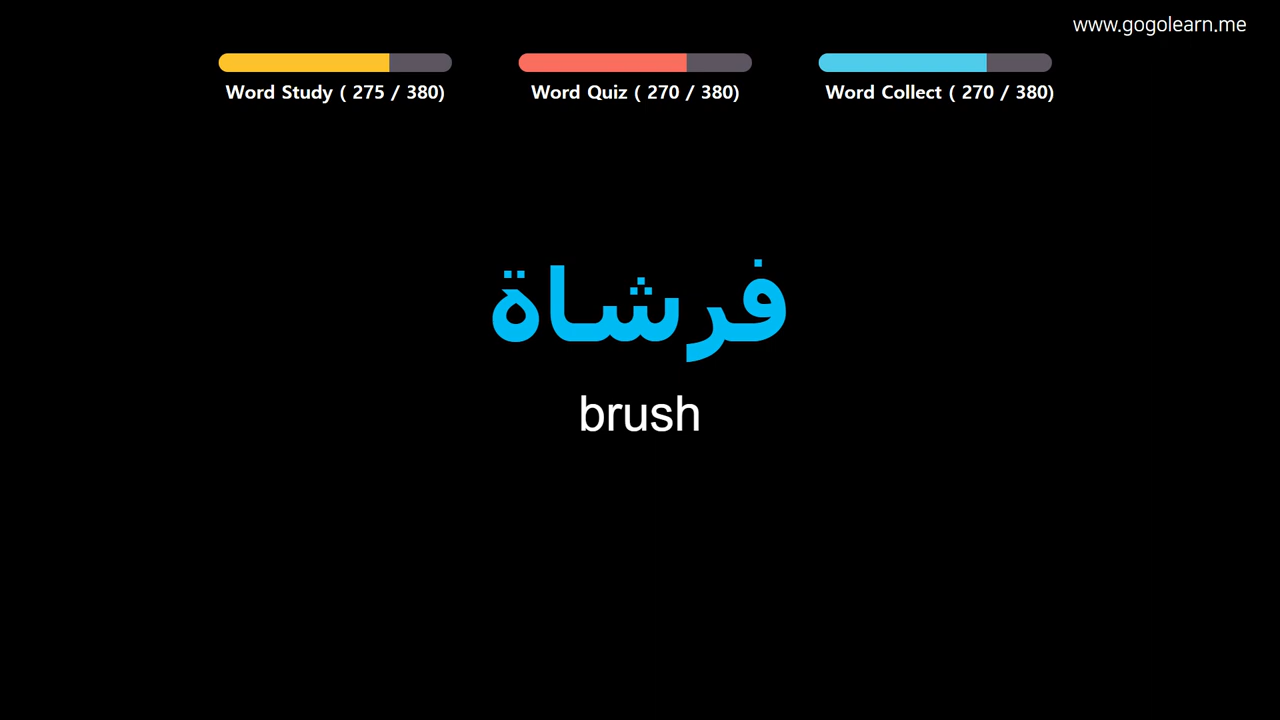 www.gogolearn.me
Word Study ( 275 / 380)
Word Quiz ( 270 / 380)
Word Collect ( 270 / 380)
فرشاة
brush